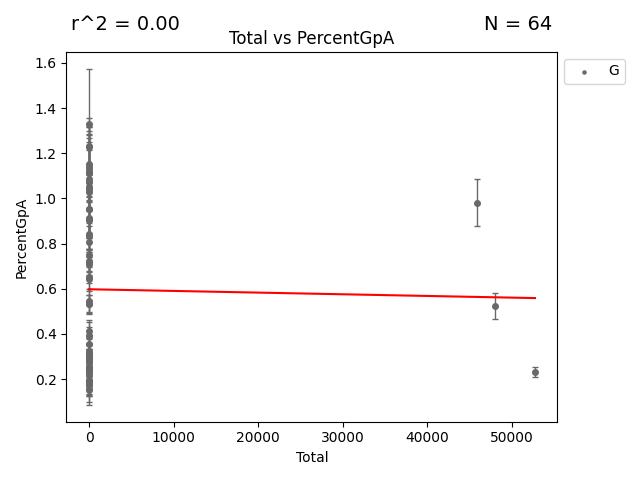 r^2 = 0.00
N = 64
Total vs PercentGpA
G
PercentGpA
1.6
1.4
1.2
1.0
0.8
0.6
0.4
0.2
0 10000 20000 30000 40000 50000
Total